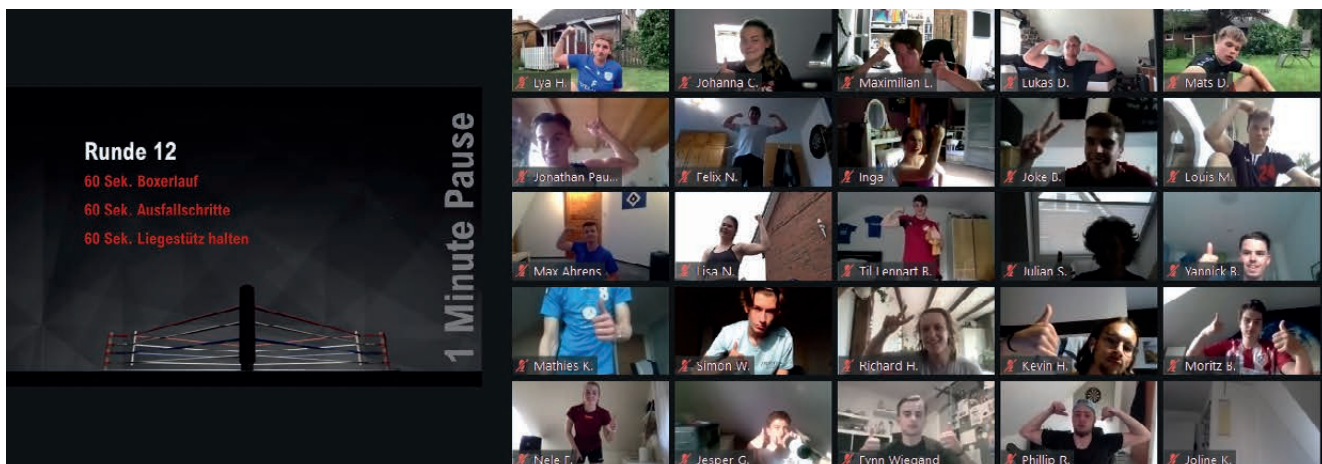 Runde 12
60 Sek. Boxerlauf
60 Sek. Ausfallschritte
60 Sek. Liegestütz halten
1 Minute Pause
Lya H.
Johanna C.
Maximilian L.
Lukas D.
Mats D.
Jonathan Pau...
Felix N.
Inga
Joke B.
Louis M.
24
Max Ahrens
Lisa N.
Til Lennart B.
Julian S.
Yannick B.
Mathies K.
Simon W.
Richard H.
Kevin H.
Moritz B.
Nele F.
Jesper G.
Fynn Wiegand
Phillip R.
Joline K.